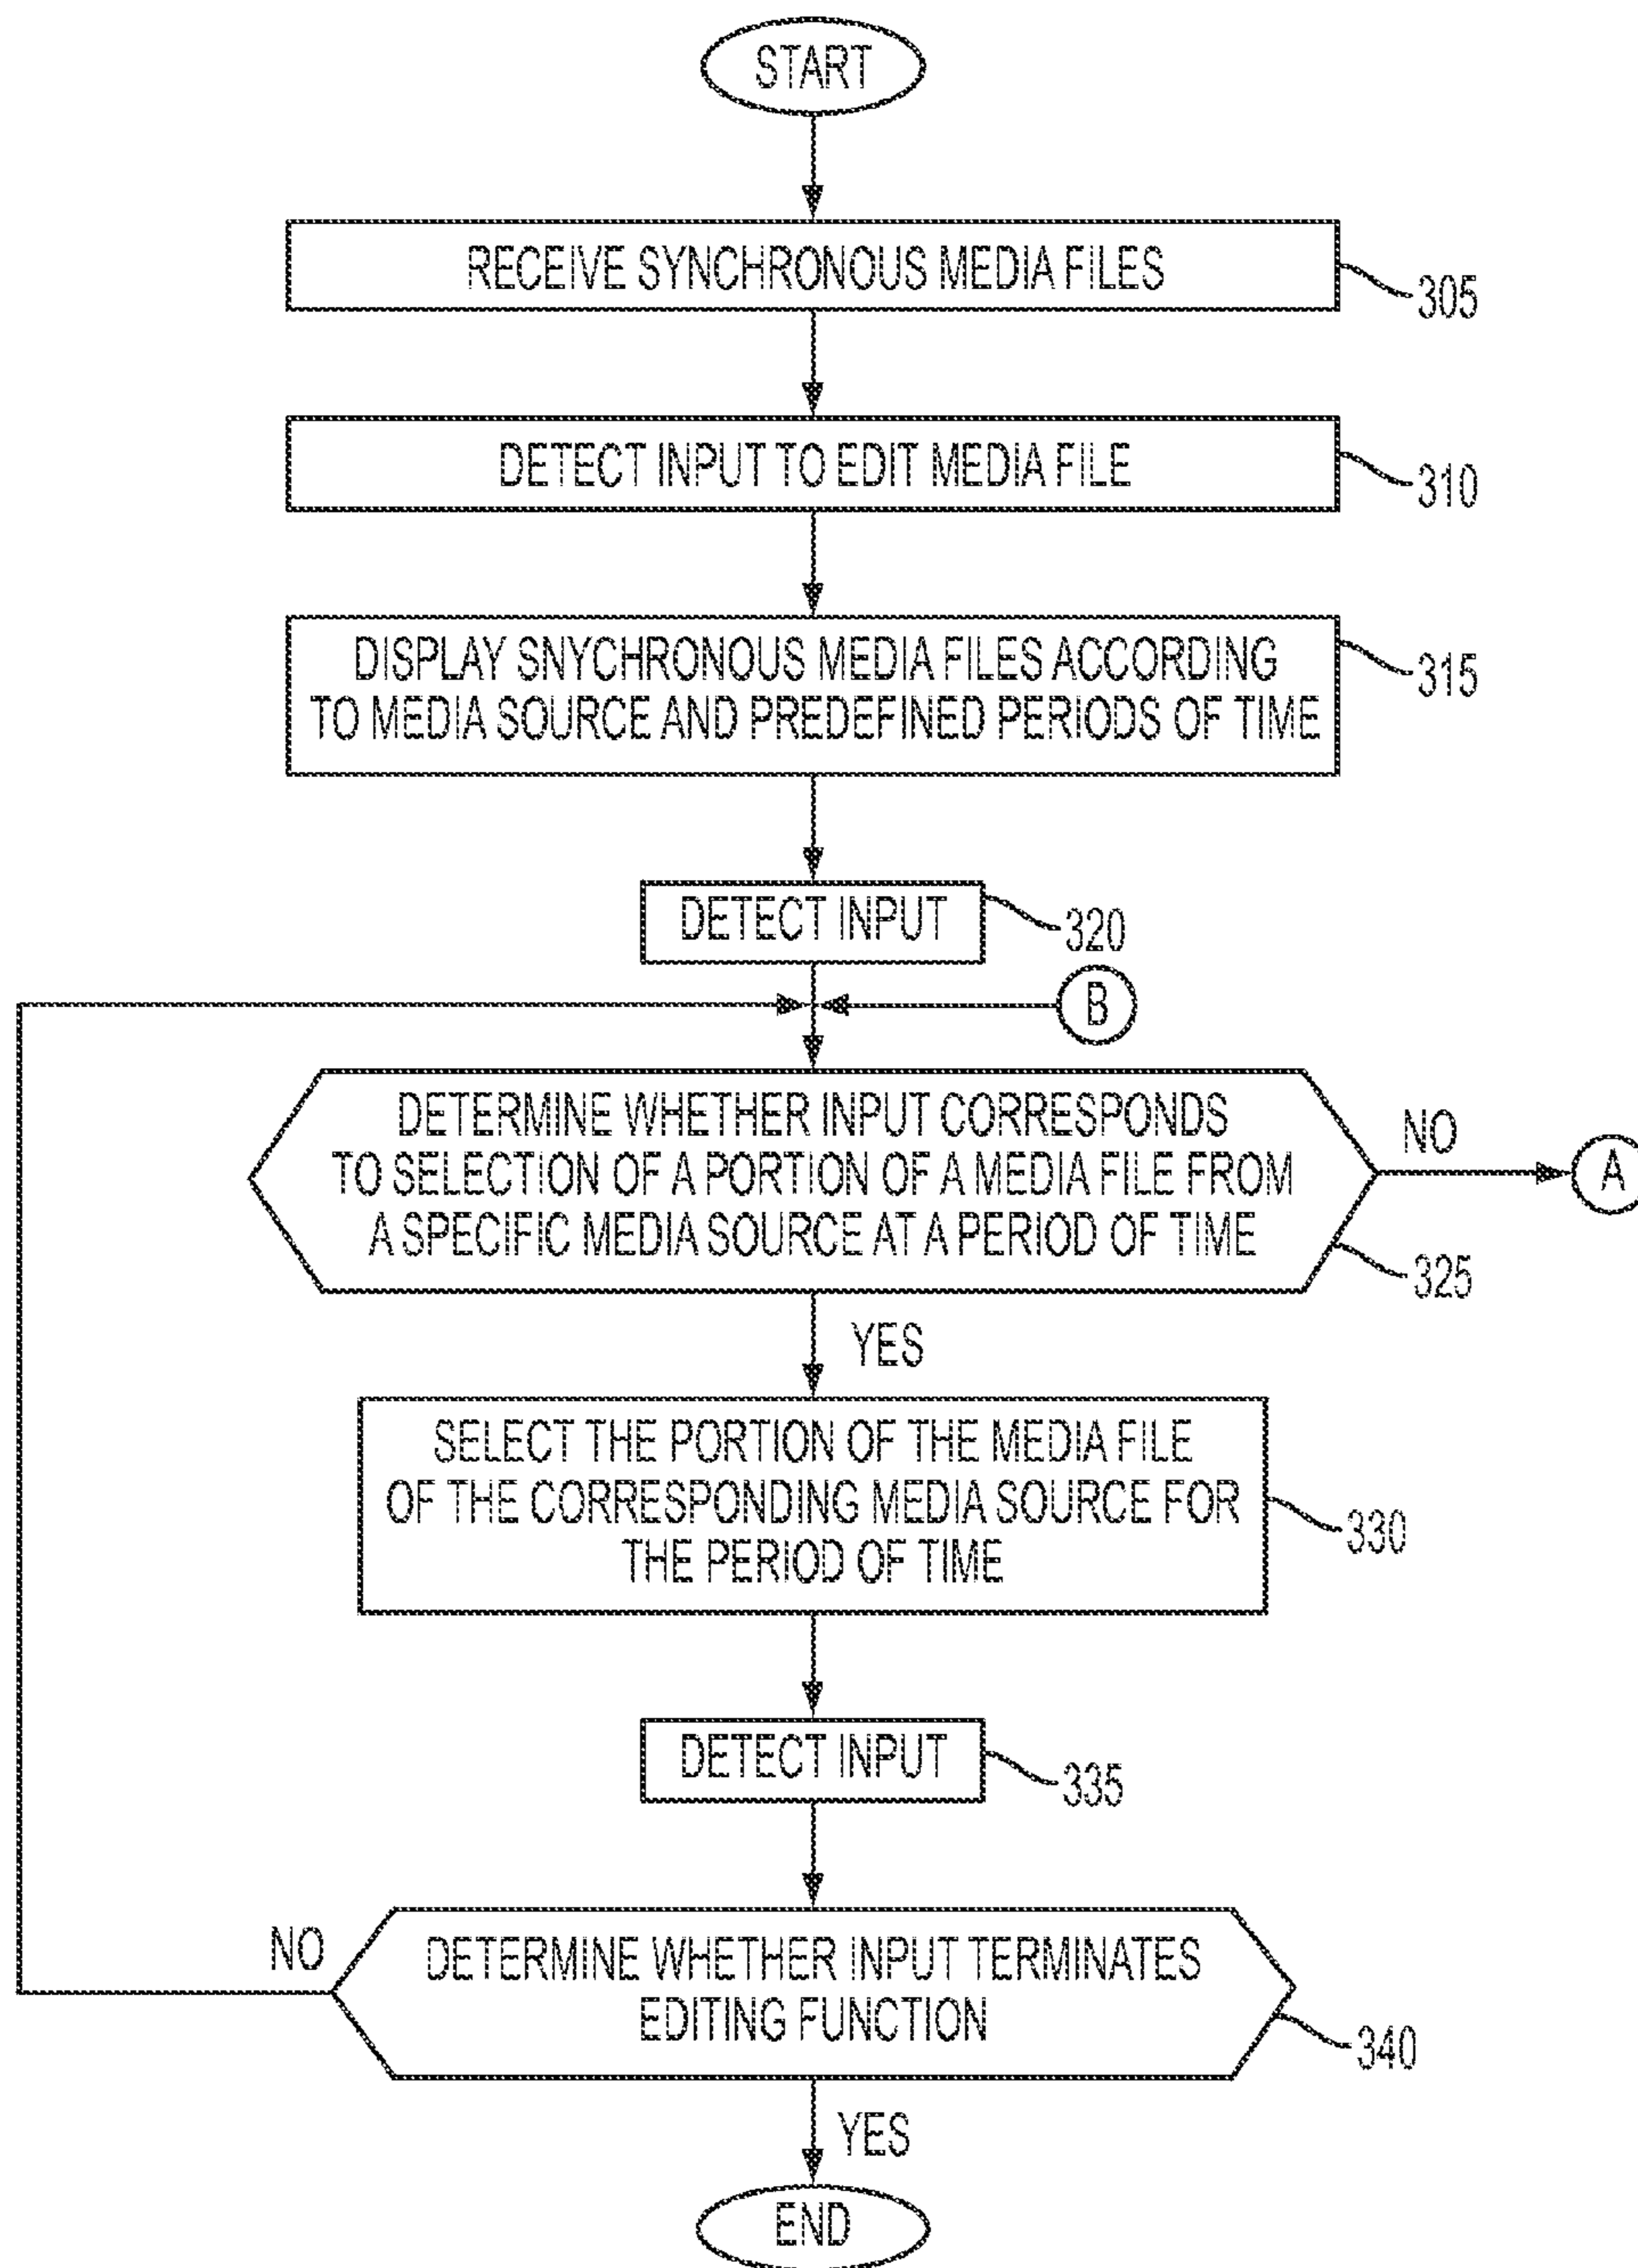 START
RECEIVE SYNCHRONOUS MEDIA FILES
305
DETECT INPUT TO EDIT MEDIA FILE
310
DISPLAY SNYCHRONOUS MEDIA FILES ACCORDING
TO MEDIA SOURCE AND PREDEFINED PERIODS OF TIME
315
DETECT INPUT
320
B
DETERMINE WHETHER INPUT CORRESPONDS
TO SELECTION OF A PORTION OF A MEDIA FILE FROM
A SPECIFIC MEDIA SOURCE AT A PERIOD OF TIME
NO
A
325
YES
SELECT THE PORTION OF THE MEDIA FILE
OF THE CORRESPONDING MEDIA SOURCE FOR
THE PERIOD OF TIME
330
DETECT INPUT
335
NO
DETERMINE WHETHER INPUT TERMINATES
EDITING FUNCTION
340
YES
END